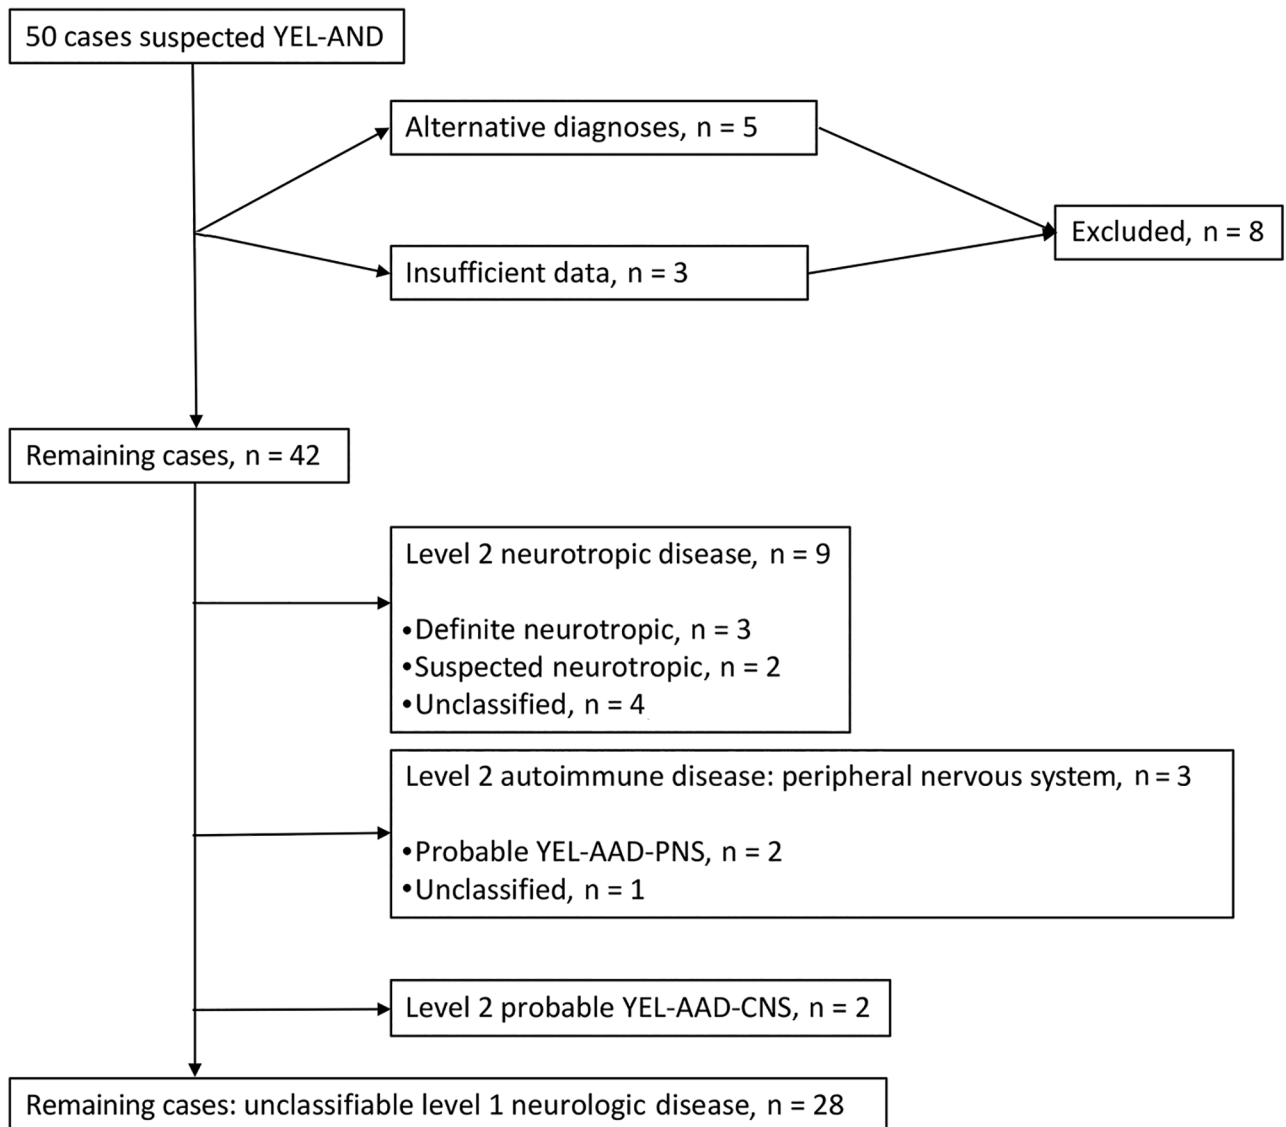 50 cases suspected YEL-AND
Alternative diagnoses, n = 5
Excluded, n = 8
Insufficient data, n = 3
Remaining cases, n = 42
Level 2 neurotropic disease, n = 9
•Definite neurotropic, n = 3
•Suspected neurotropic, n = 2
•Unclassified, n = 4
Level 2 autoimmune disease: peripheral nervous system, n = 3
•Probable YEL-AAD-PNS, n = 2
•Unclassified, n = 1
Level 2 probable YEL-AAD-CNS, n = 2
Remaining cases: unclassifiable level 1 neurologic disease, n = 28